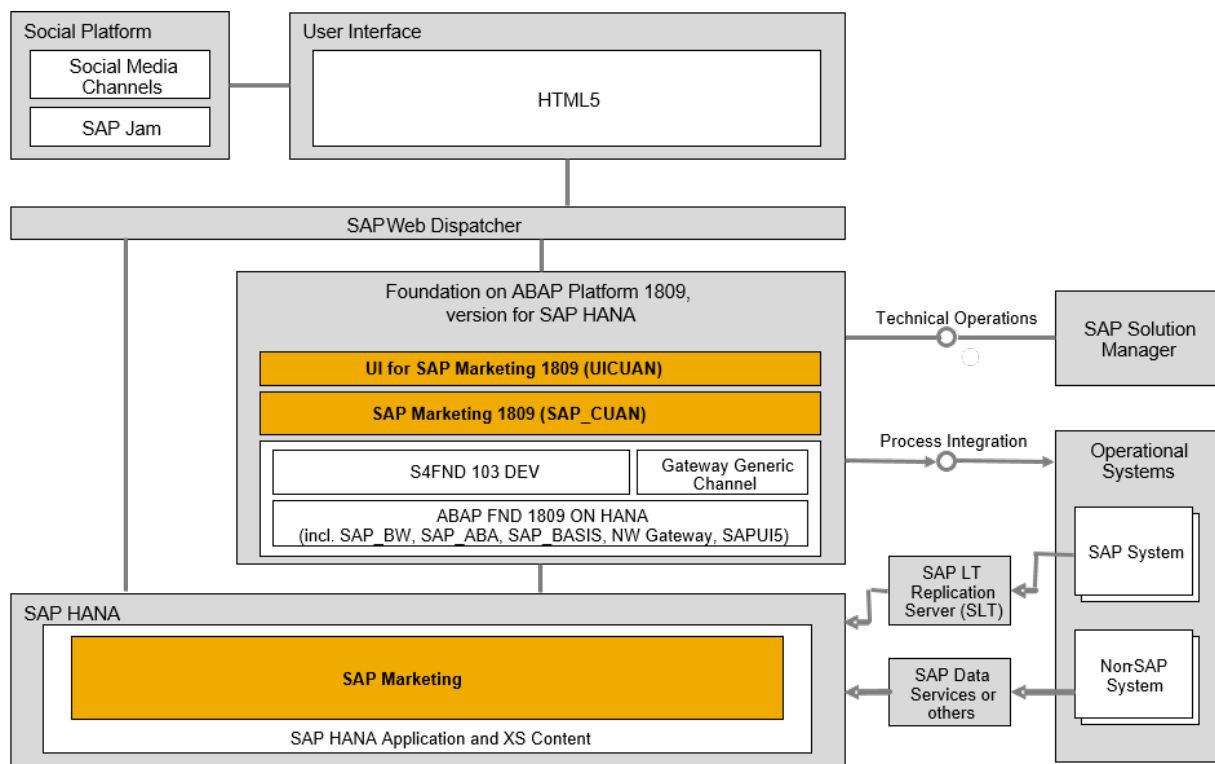 Social Platform
Social Media
Channels
SAP Jam
User Interface
HTML5
SAP Web Dispatcher
Foundation on ABAP Platform 1809,
version for SAP HANA
UI for SAP Marketing 1809 (UICUAN)
SAP Marketing 1809 (SAP_CUAN)
S4FND 103 DEV
Gateway Generic
Channel
ABAP FND 1809 ON HANA
(incl. SAP_BW, SAP_ABA, SAP_BASIS, NW Gateway, SAPUI5)
Technical Operations
SAP Solution
Manager
Process Integration
Operational
Systems
SAP System
Non-SAP
System
SAP LT
Replication
Server (SLT)
SAP Data
Services or
others
SAP HANA
SAP Marketing
SAP HANA Application and XS Content